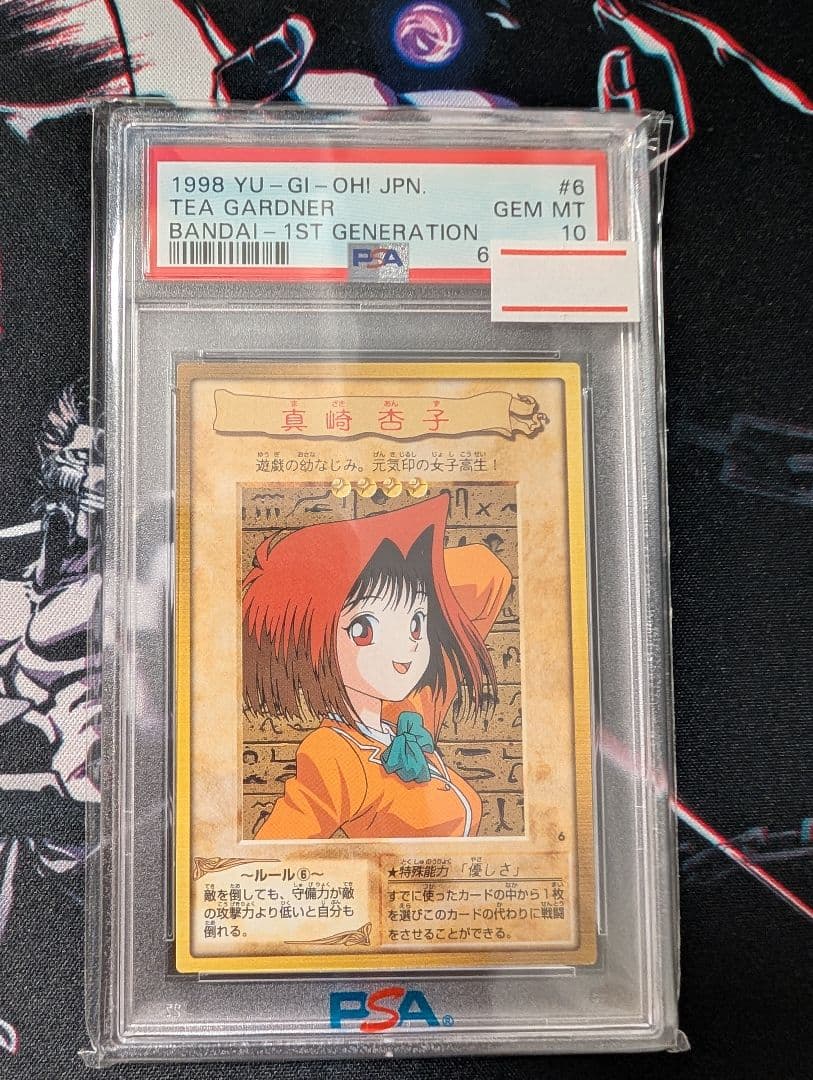 1998 YU-GI-OH! JPN. #6
TEA GARDNER GEM MT
BANDAI-1ST GENERATION 10
PSA 6
真崎杏子
遊戯の幼なじみ。元気印の女子高生！
6
～ルール⑥～
敵を倒しても、守備力が敵
の攻撃力より低いと自分も
倒れる。
★特殊能力「優しさ」
すでに使ったカードの中から1枚
を選びこのカードの代わりに戦闘
をさせることができる。
PSA®